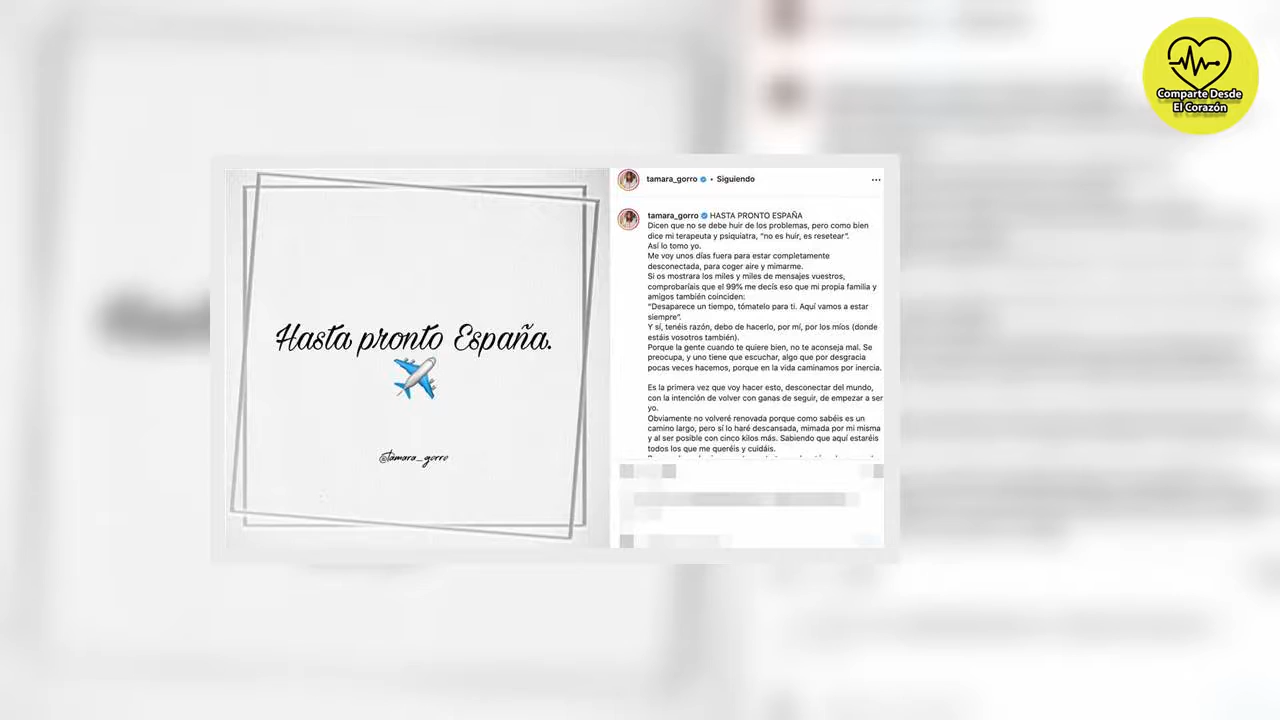 Comparte Desde
El Corazón
Hasta pronto España.
@tamara_gorro
tamara_gorro • Siguiendo
tamara_gorro HASTA PRONTO ESPAÑA
Dicen que no se debe huir de los problemas, pero como bien
dice mi terapeuta y psiquiatra, “no es huir, es resetear”.
Así lo tomo yo.
Me voy unos días fuera para estar completamente
desconectada, para coger aire y mimarme.
Si os mostrara los miles y miles de mensajes vuestros,
comprobaríais que el 99% me decís eso que mi propia familia y
amigos también coinciden:
“Desaparece un tiempo, tómatelo para ti. Aquí vamos a estar
siempre”.
Y sí, tenéis razón, debo de hacerlo, por mí, por los míos (donde
estáis vosotros también).
Porque la gente cuando te quiere bien, no te aconseja mal. Se
preocupa, y uno tiene que escuchar, algo que por desgracia
pocas veces hacemos, porque en la vida caminamos por inercia.
Es la primera vez que voy hacer esto, desconectar del mundo,
con la intención de volver con ganas de seguir, de empezar a ser
yo.
Obviamente no volveré renovada porque como sabéis es un
camino largo, pero sí lo haré descansada, mimada por mi misma
y al ser posible con cinco kilos más. Sabiendo que aquí estaréis
todos los que me queréis y cuidáis.